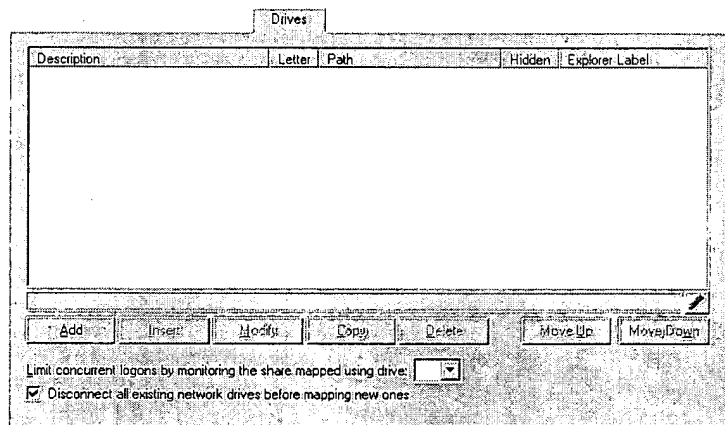 Drives
Description Letter Path Hidden Explorer Label
Add Insert Modify Copy Delete Move Up Move Down
Limit concurrent logons by monitoring the share mapped using drive:
Disconnect all existing network drives before mapping new ones